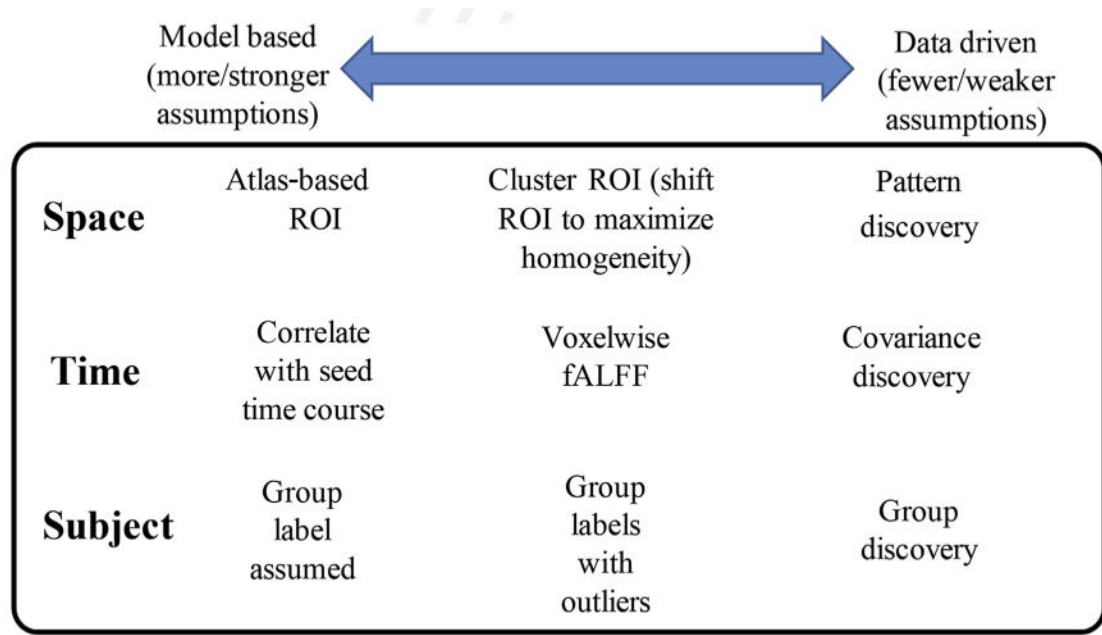 Model based
(more/stronger
assumptions)
Data driven
(fewer/weaker
assumptions)
Space
Atlas-based
ROI
Cluster ROI (shift
ROI to maximize
homogeneity)
Pattern
discovery
Time
Correlate
with seed
time course
Voxelwise
fALFF
Covariance
discovery
Subject
Group
label
assumed
Group
labels
with
outliers
Group
discovery